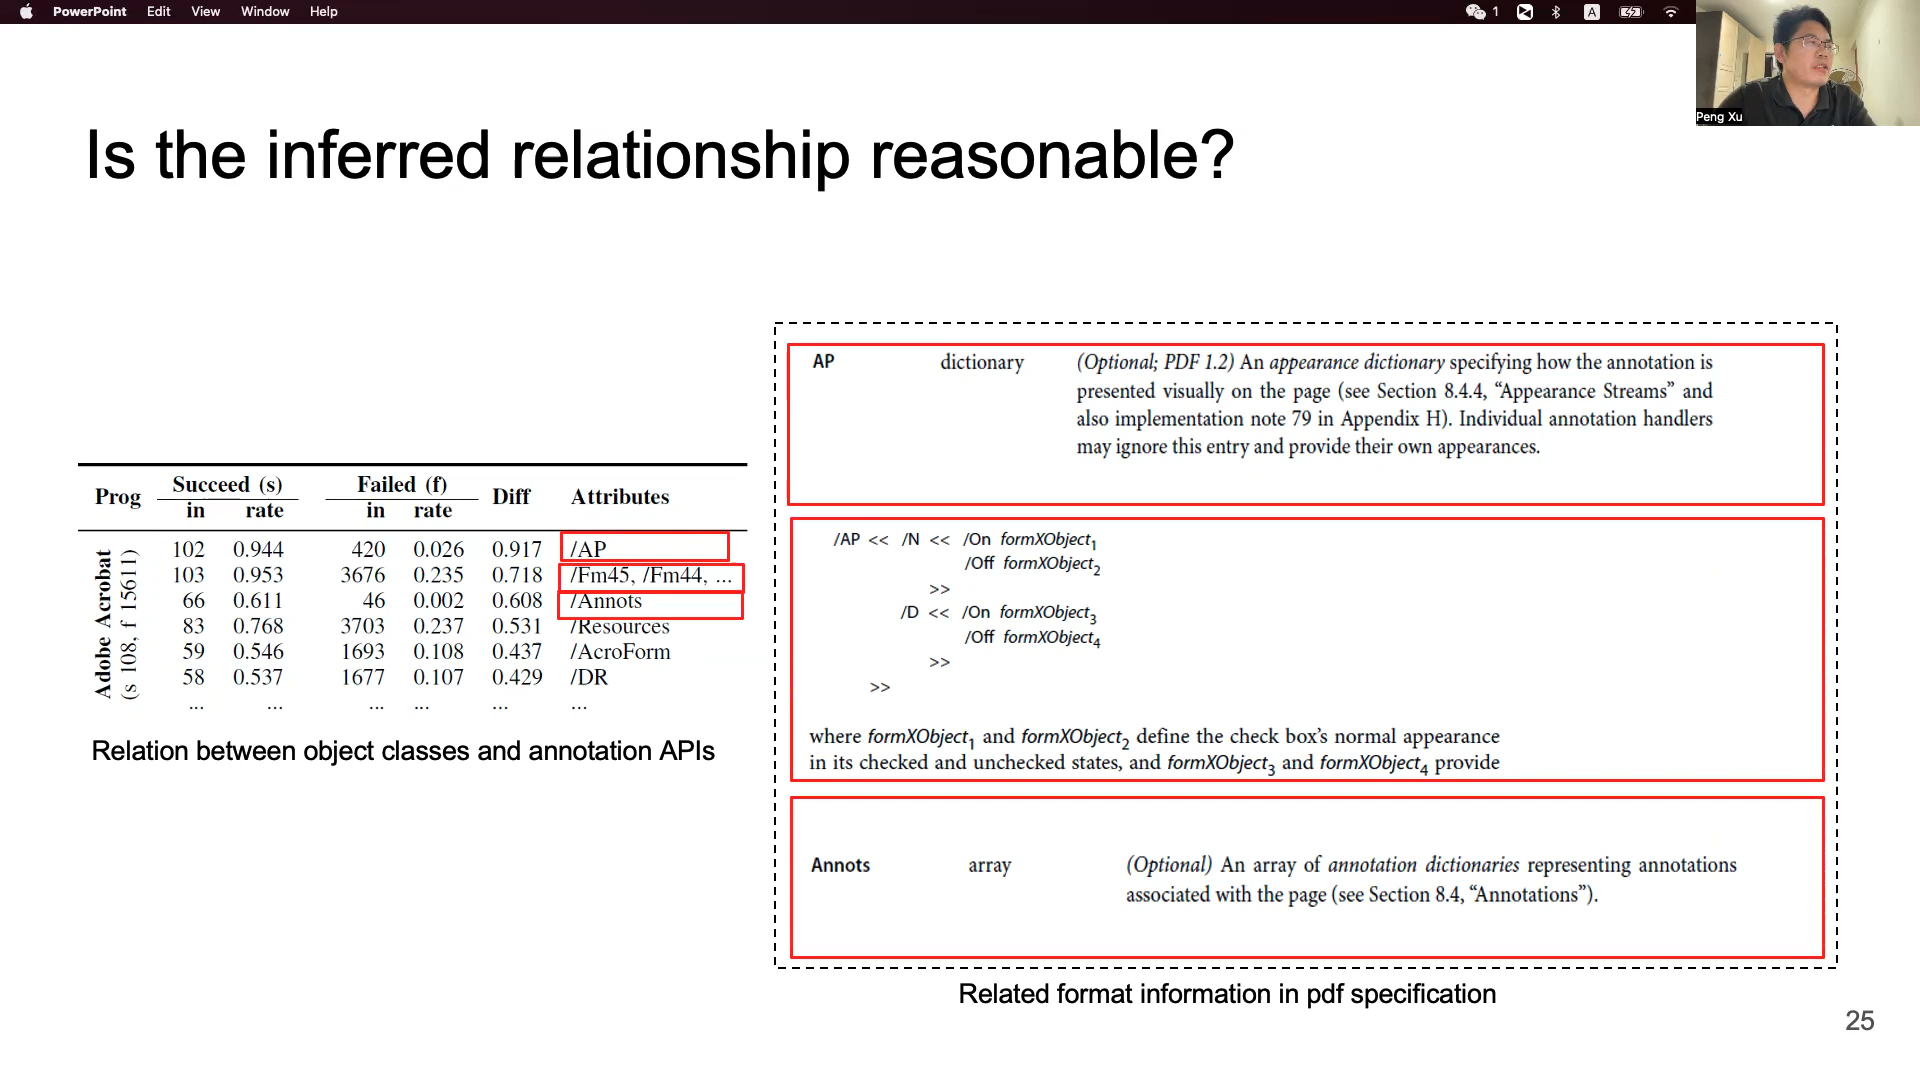 PowerPoint Edit View Window Help
1 A
Peng Xu
Is the inferred relationship reasonable?
Prog Succeed (s) Failed (f) Diff Attributes
in rate in rate
Adobe Acrobat
(s 108, f 15611)
102 0.944 420 0.026 0.917 /AP
103 0.953 3676 0.235 0.718 /Fm45, /Fm44, ...
66 0.611 46 0.002 0.608 /Annots
83 0.768 3703 0.237 0.531 /Resources
59 0.546 1693 0.108 0.437 /AcroForm
58 0.537 1677 0.107 0.429 /DR
... ... ... ... ... ...
Relation between object classes and annotation APIs
AP dictionary (Optional; PDF 1.2) An appearance dictionary specifying how the annotation is
presented visually on the page (see Section 8.4.4, “Appearance Streams” and
also implementation note 79 in Appendix H). Individual annotation handlers
may ignore this entry and provide their own appearances.
/AP << /N << /On formXObject1
/Off formXObject2
>>
/D << /On formXObject3
/Off formXObject4
>>
>>
where formXObject1 and formXObject2 define the check box’s normal appearance
in its checked and unchecked states, and formXObject3 and formXObject4 provide
Annots array (Optional) An array of annotation dictionaries representing annotations
associated with the page (see Section 8.4, “Annotations”).
Related format information in pdf specification
25